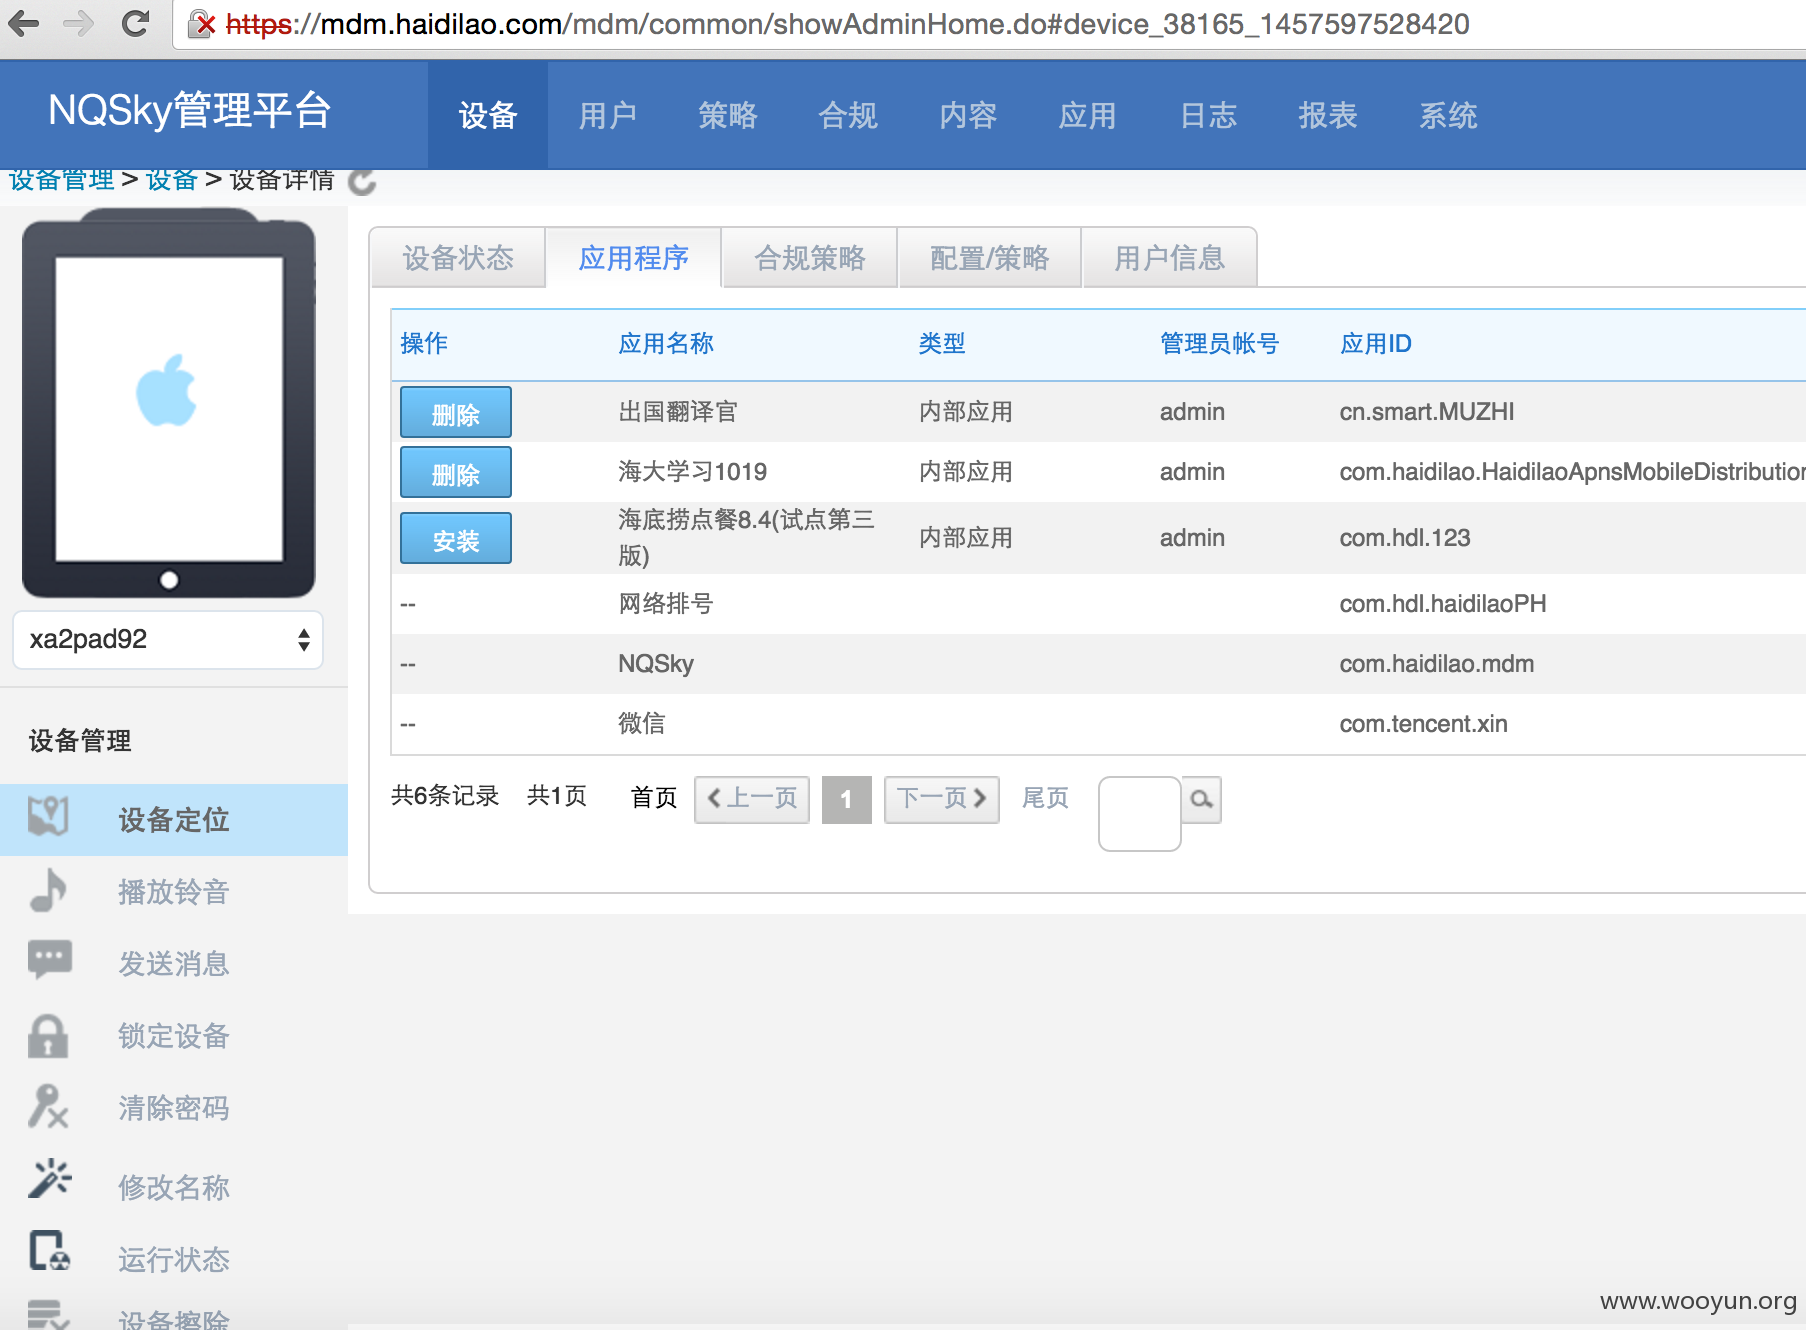 https://mdm.haidilao.com/mdm/common/showAdminHome.do#device_38165_1457597528420
NQSky管理平台
设备
用户
策略
合规
内容
应用
日志
报表
系统
设备管理 > 设备 > 设备详情
设备状态
应用程序
合规策略
配置/策略
用户信息
操作 应用名称 类型 管理员帐号 应用ID
删除 出国翻译官 内部应用 admin cn.smart.MUZHI
删除 海大学习1019 内部应用 admin com.haidilao.HaidilaoApnsMobileDistribution
安装 海底捞点餐8.4(试点第三
版) 内部应用 admin com.hdl.123
-- 网络排号 com.hdl.haidilaoPH
-- NQSky com.haidilao.mdm
-- 微信 com.tencent.xin
共6条记录 共1页 首页 上一页 1 下一页 尾页
xa2pad92
设备管理
设备定位
播放铃音
发送消息
锁定设备
清除密码
修改名称
运行状态
设备擦除
www.wooyun.org